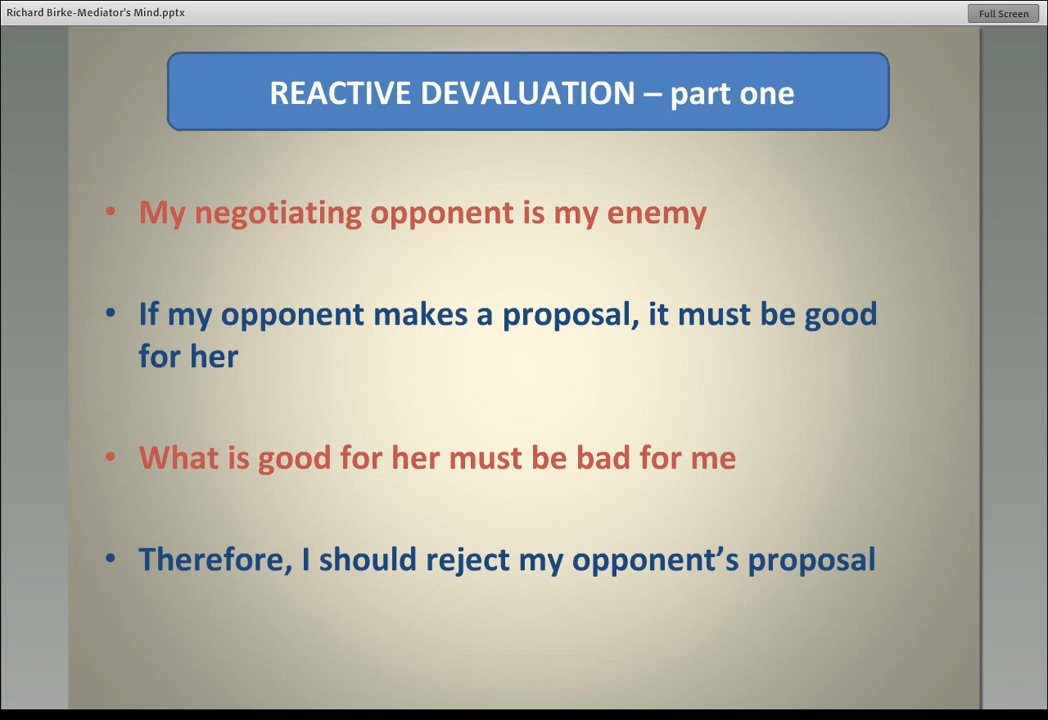 Richard Birke-Mediator's Mind.pptx
Full Screen
REACTIVE DEVALUATION – part one
• My negotiating opponent is my enemy
• If my opponent makes a proposal, it must be good
for her
• What is good for her must be bad for me
• Therefore, I should reject my opponent’s proposal